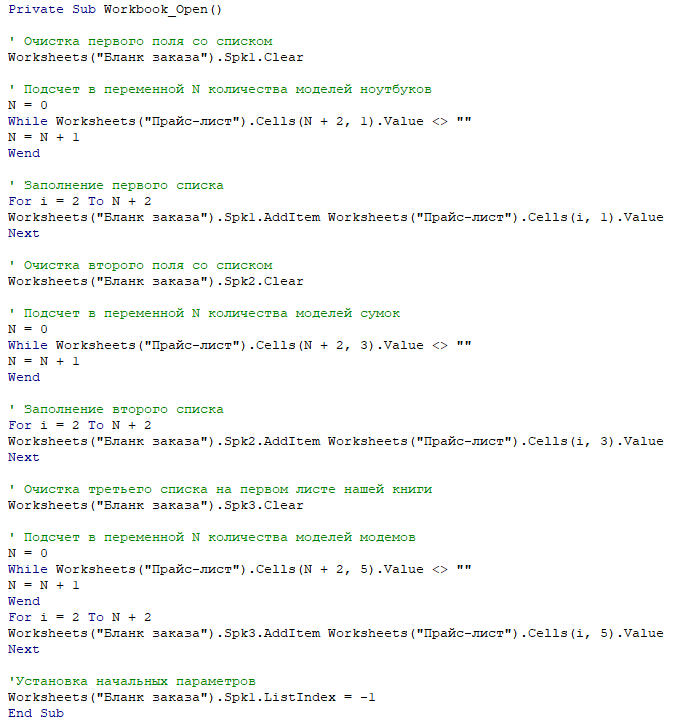 Private Sub Workbook_Open()
' Очистка первого поля со списком
Worksheets("Бланк заказа").Spk1.Clear
' Подсчет в переменной N количества моделей ноутбуков
N = 0
While Worksheets("Прайс-лист").Cells(N + 2, 1).Value <> ""
N = N + 1
Wend
' Заполнение первого списка
For i = 2 To N + 2
Worksheets("Бланк заказа").Spk1.AddItem Worksheets("Прайс-лист").Cells(i, 1).Value
Next
' Очистка второго поля со списком
Worksheets("Бланк заказа").Spk2.Clear
' Подсчет в переменной N количества моделей сумок
N = 0
While Worksheets("Прайс-лист").Cells(N + 2, 3).Value <> ""
N = N + 1
Wend
' Заполнение второго списка
For i = 2 To N + 2
Worksheets("Бланк заказа").Spk2.AddItem Worksheets("Прайс-лист").Cells(i, 3).Value
Next
' Очистка третьего списка на первом листе нашей книги
Worksheets("Бланк заказа").Spk3.Clear
' Подсчет в переменной N количества моделей модемов
N = 0
While Worksheets("Прайс-лист").Cells(N + 2, 5).Value <> ""
N = N + 1
Wend
For i = 2 To N + 2
Worksheets("Бланк заказа").Spk3.AddItem Worksheets("Прайс-лист").Cells(i, 5).Value
Next
'Установка начальных параметров
Worksheets("Бланк заказа").Spk1.ListIndex = -1
End Sub